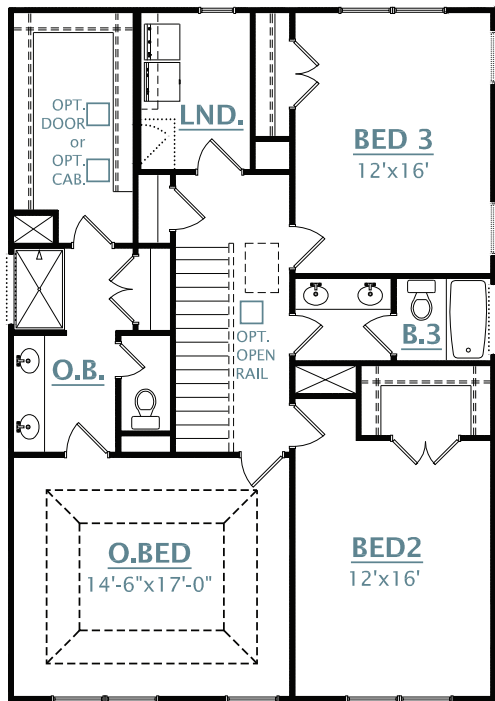 OPT.
DOOR
or
OPT.
CAB.
LND.
BED 3
12'x16'
OPT.
OPEN
RAIL
B.3
O.B.
O.BED
14'-6"x17'-0"
BED2
12'x16'